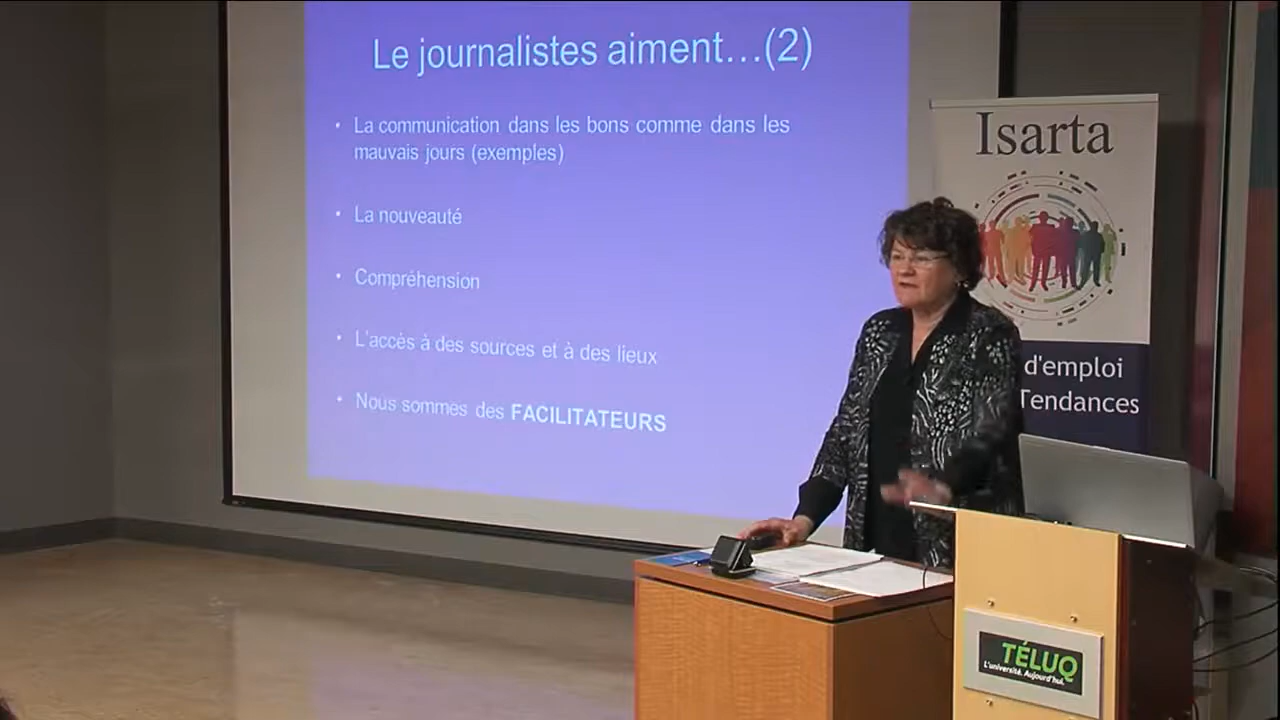 Le journalistes aiment…(2)
• La communication dans les bons comme dans les
mauvais jours (exemples)
• La nouveauté
• Compréhension
• L'accès à des sources et à des lieux
• Nous sommes des FACILITATEURS
Isarta
d'emploi
Tendances
TÉLUQ
L'université. Aujourd'hui.